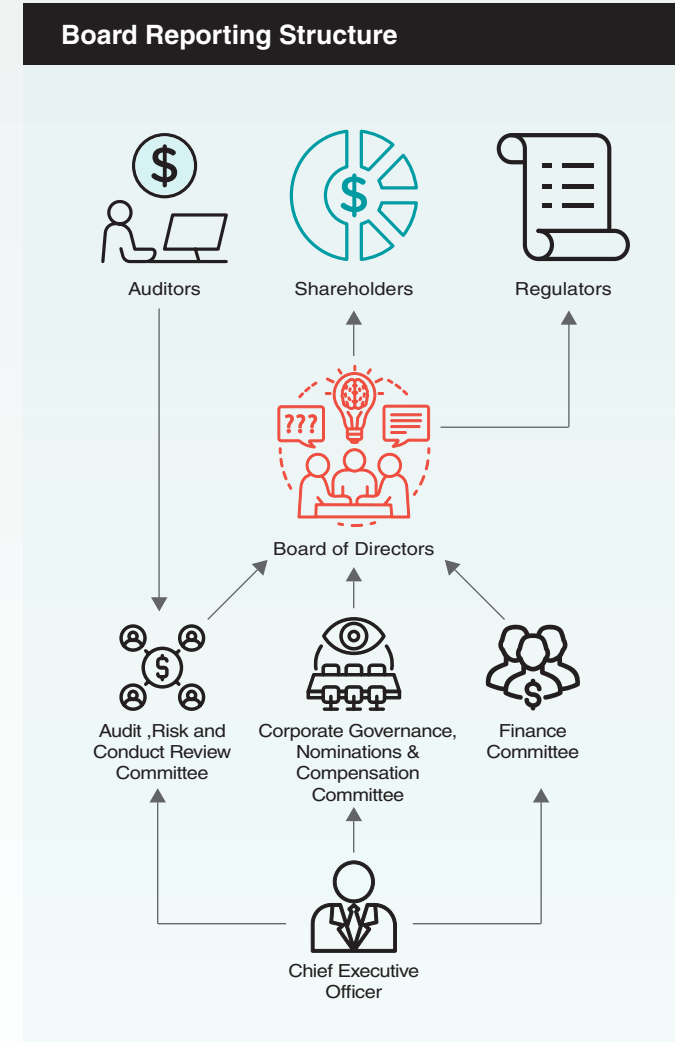 Board Reporting Structure
$
$
Auditors
Shareholders
Regulators
???
Board of Directors
$
$
Audit ,Risk and
Conduct Review
Committee
Corporate Governance,
Nominations &
Compensation
Committee
Finance
Committee
Chief Executive
Officer